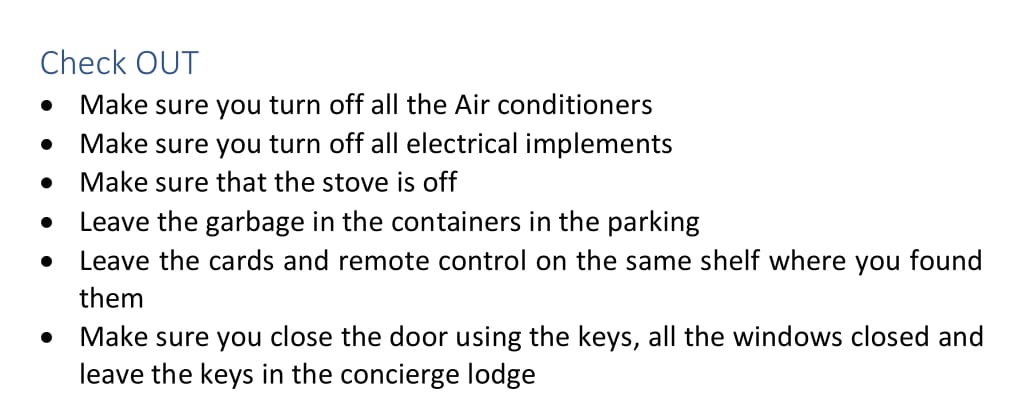 Check OUT
• Make sure you turn off all the Air conditioners
• Make sure you turn off all electrical implements
• Make sure that the stove is off
• Leave the garbage in the containers in the parking
• Leave the cards and remote control on the same shelf where you found
them
• Make sure you close the door using the keys, all the windows closed and
leave the keys in the concierge lodge